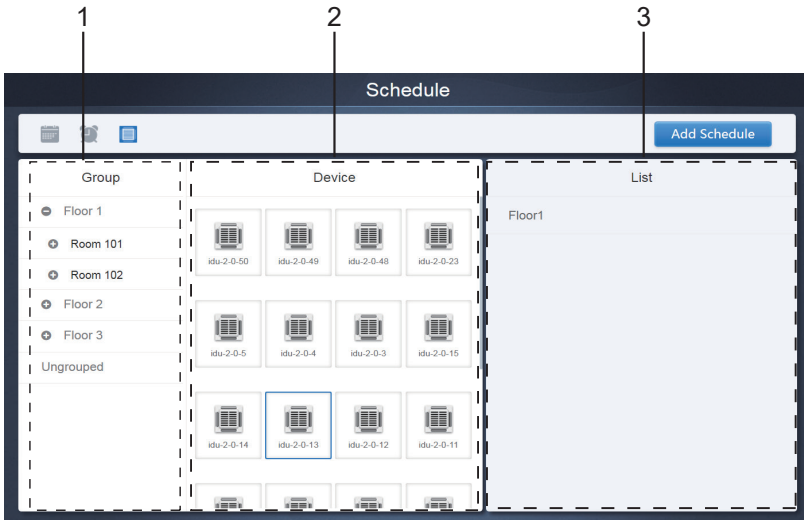 1 2 3
Schedule
Add Schedule
Group Device List
Floor 1
Room 101
Room 102
Floor 2
Floor 3
Ungrouped
idu-2-0-50 idu-2-0-49 idu-2-0-48 idu-2-0-23
idu-2-0-5 idu-2-0-4 idu-2-0-3 idu-2-0-15
idu-2-0-14 idu-2-0-13 idu-2-0-12 idu-2-0-11
Floor1